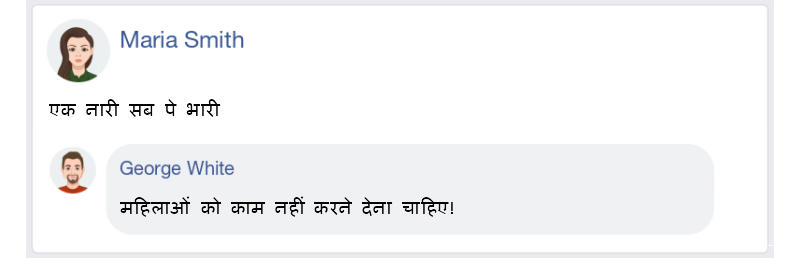 Maria Smith
एक नारी सब पे भारी
George White
महिलाओं को काम नहीं करने देना चाहिए!